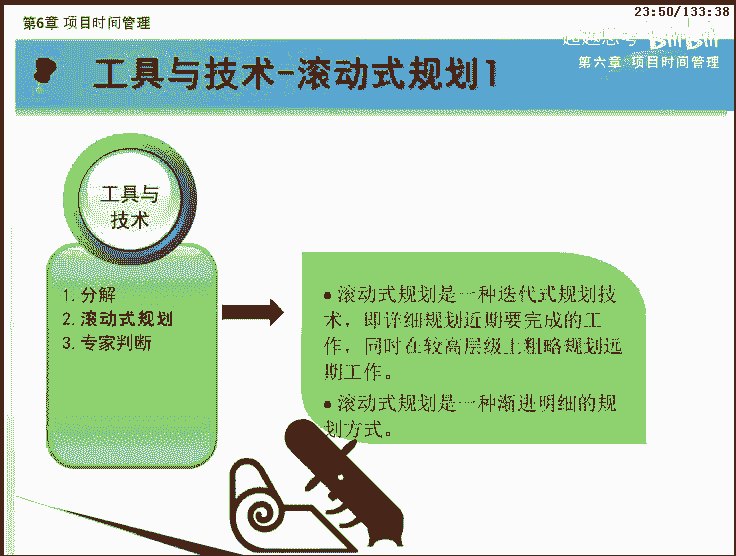 23:50/133:38
第6章 项目时间管理
bilibili
第六章 项目时间管理
工具与技术-滚动式规划1
工具与
技术
1. 分解
2. 滚动式规划
3. 专家判断
● 滚动式规划是一种迭代式规划技
术，即详细规划近期要完成的工
作，同时在较高层级上粗略规划远
期工作。
● 滚动式规划是一种渐进明细的规
划方式。